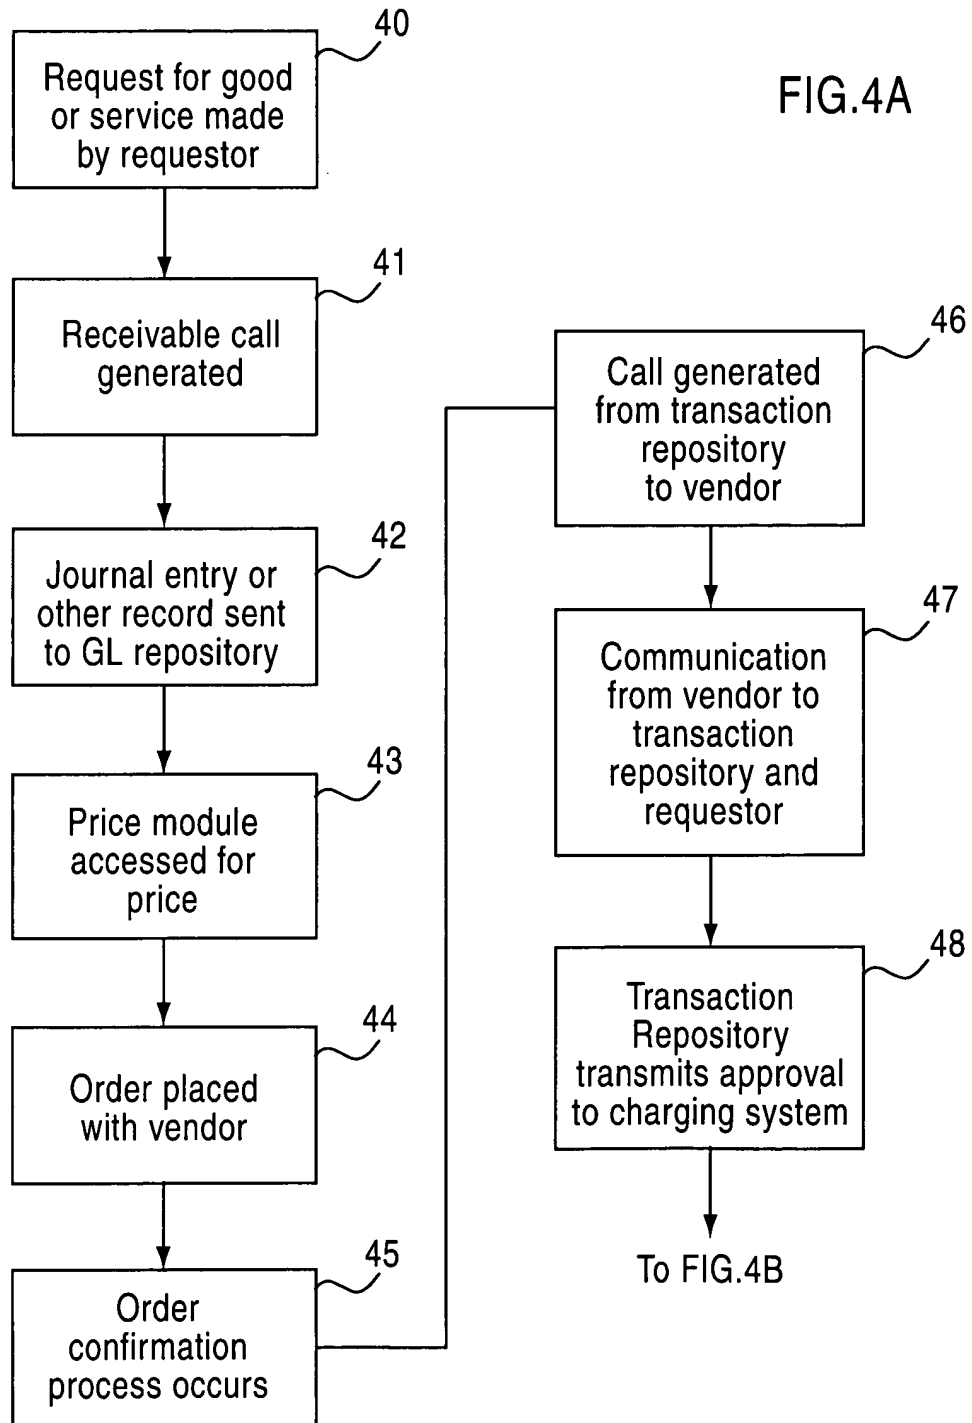 FIG.4A
40
Request for good
or service made
by requestor
41
Receivable call
generated
42
Journal entry or
other record sent
to GL repository
43
Price module
accessed for
price
44
Order placed
with vendor
45
Order
confirmation
process occurs
46
Call generated
from transaction
repository
to vendor
47
Communication
from vendor to
transaction
repository and
requestor
48
Transaction
Repository
transmits approval
to charging system
To FIG.4B